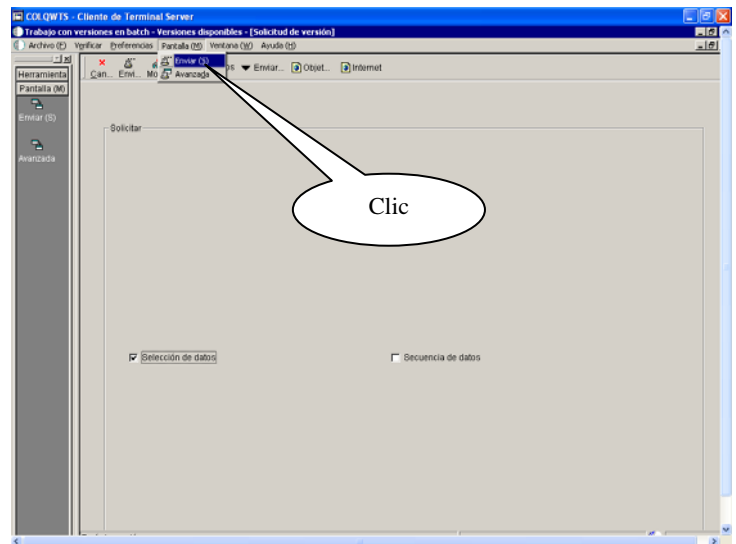 COLQWTS - Cliente de Terminal Server
Trabajo con versiones en batch - Versiones disponibles - [Solicitud de versión]
Archivo (F) Verificar Preferencias Pantalla (M) Ventana (W) Ayuda (H)
Cán... Envi... Mo Enviar... Objet... Internet
Enviar (S)
Avanzada
Herramienta
Pantalla (M)
Enviar (S)
Avanzada
Solicitar
Clic
Selección de datos Secuencia de datos